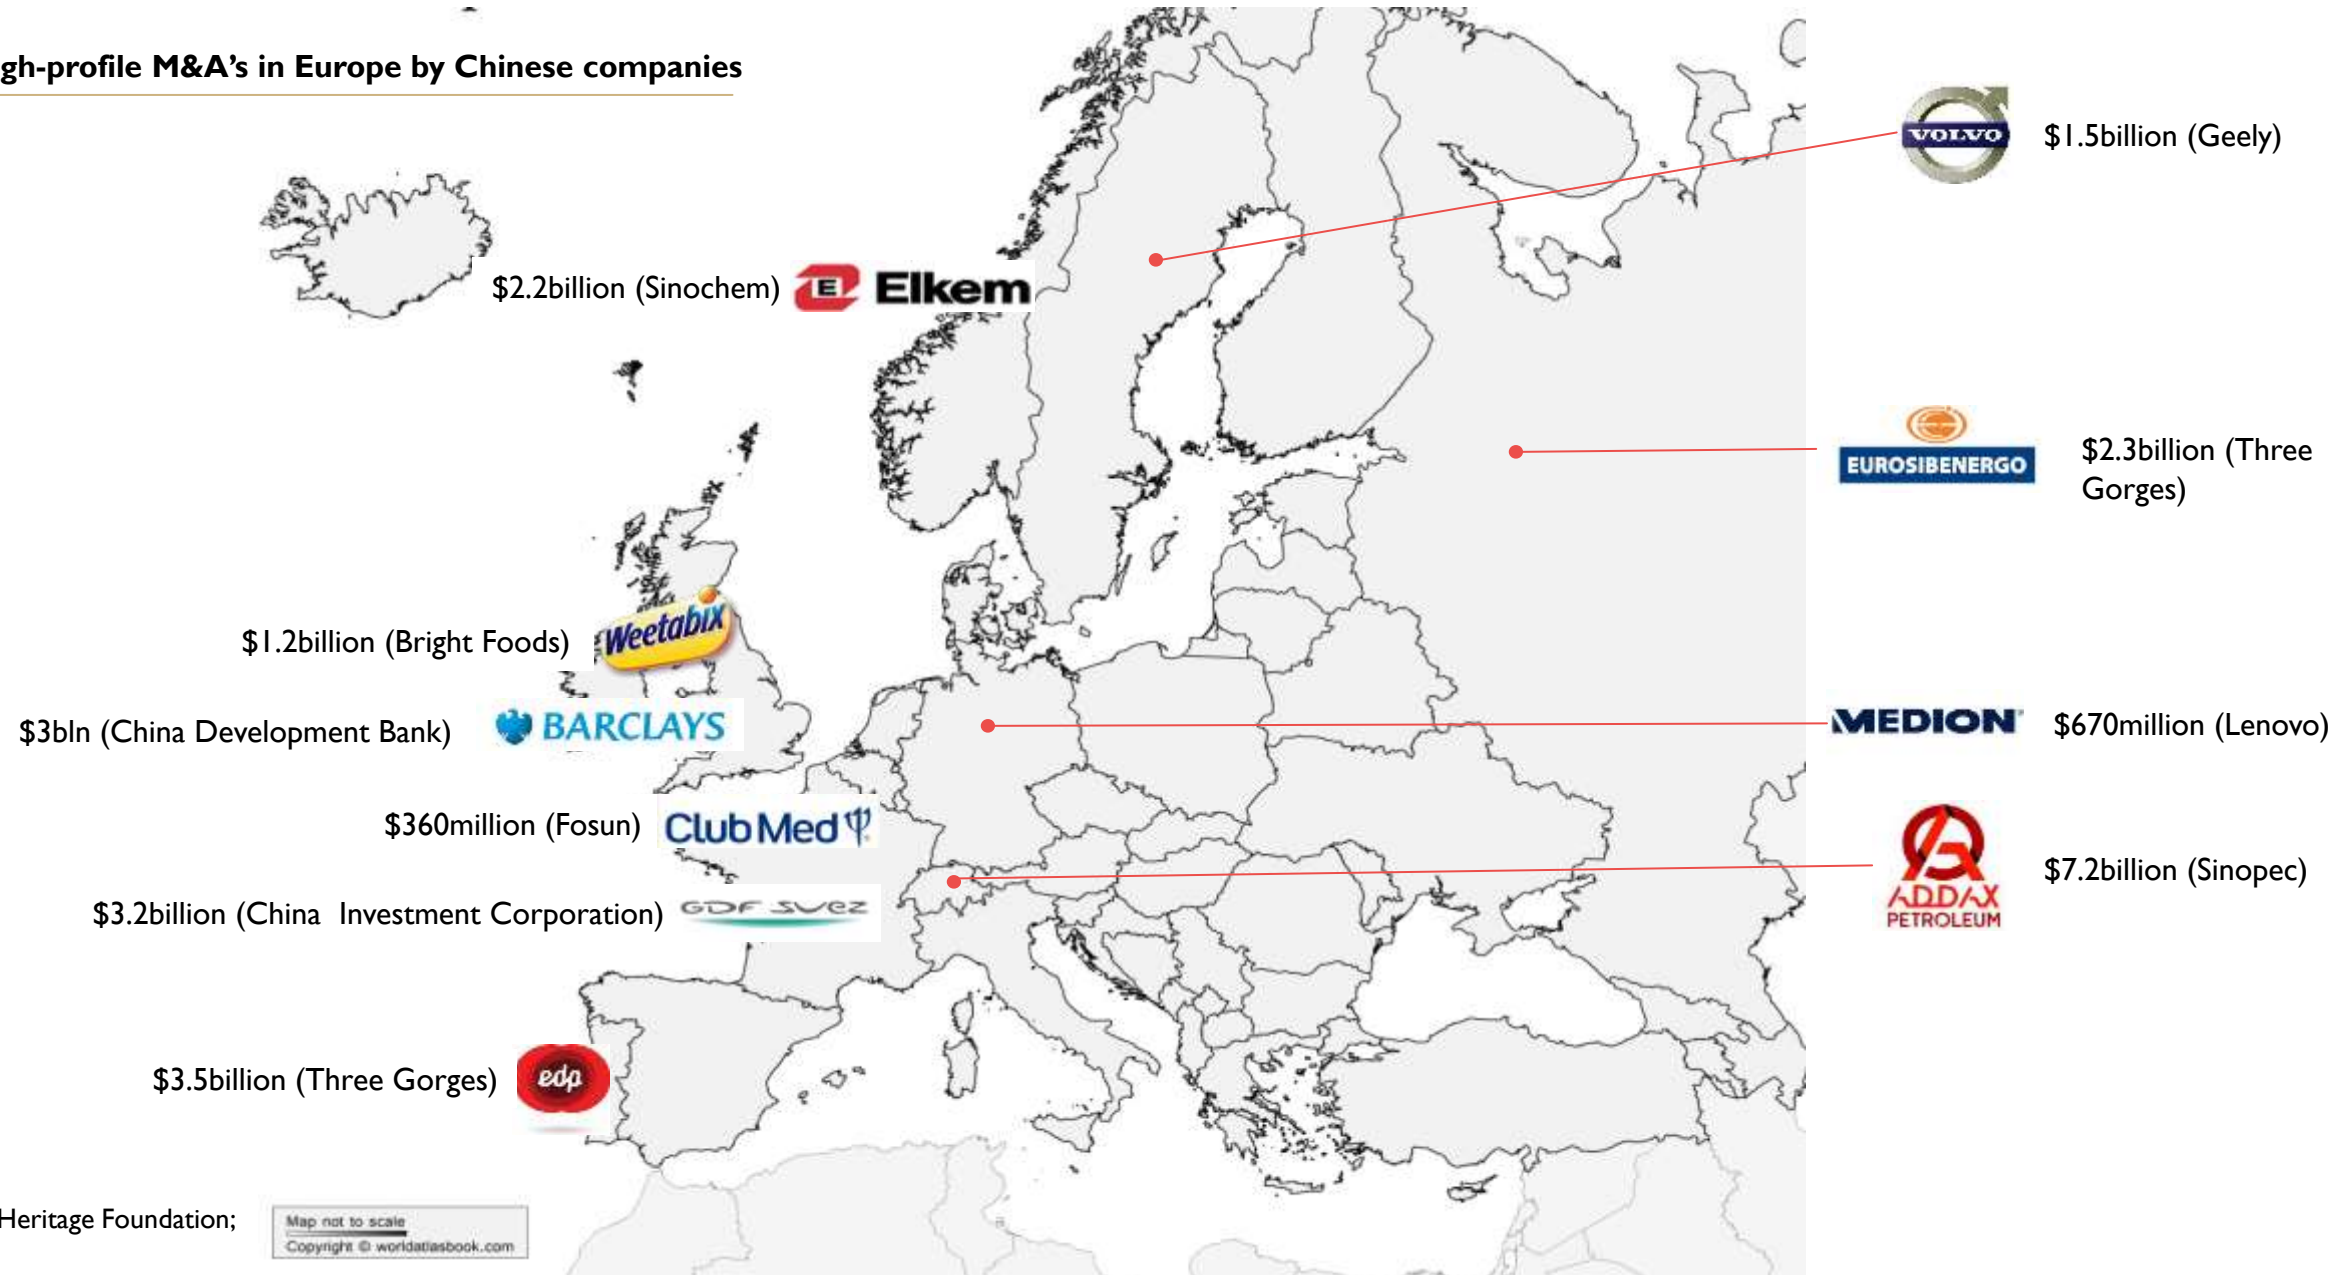 gh-profile M&A's in Europe by Chinese companies
VOLVO
$1.5billion (Geely)
$2.2billion (Sinochem)
E Elkem
EUROSIBENERGO
$2.3billion (Three
Gorges)
$1.2billion (Bright Foods)
Weetabix
$3bln (China Development Bank)
BARCLAYS
MEDION
$670million (Lenovo)
$360million (Fosun)
Club Med
ADDAX
PETROLEUM
$7.2billion (Sinopec)
$3.2billion (China Investment Corporation)
GDF SUEZ
$3.5billion (Three Gorges)
edp
Heritage Foundation;
Map not to scale
Copyright © worldatlasbook.com